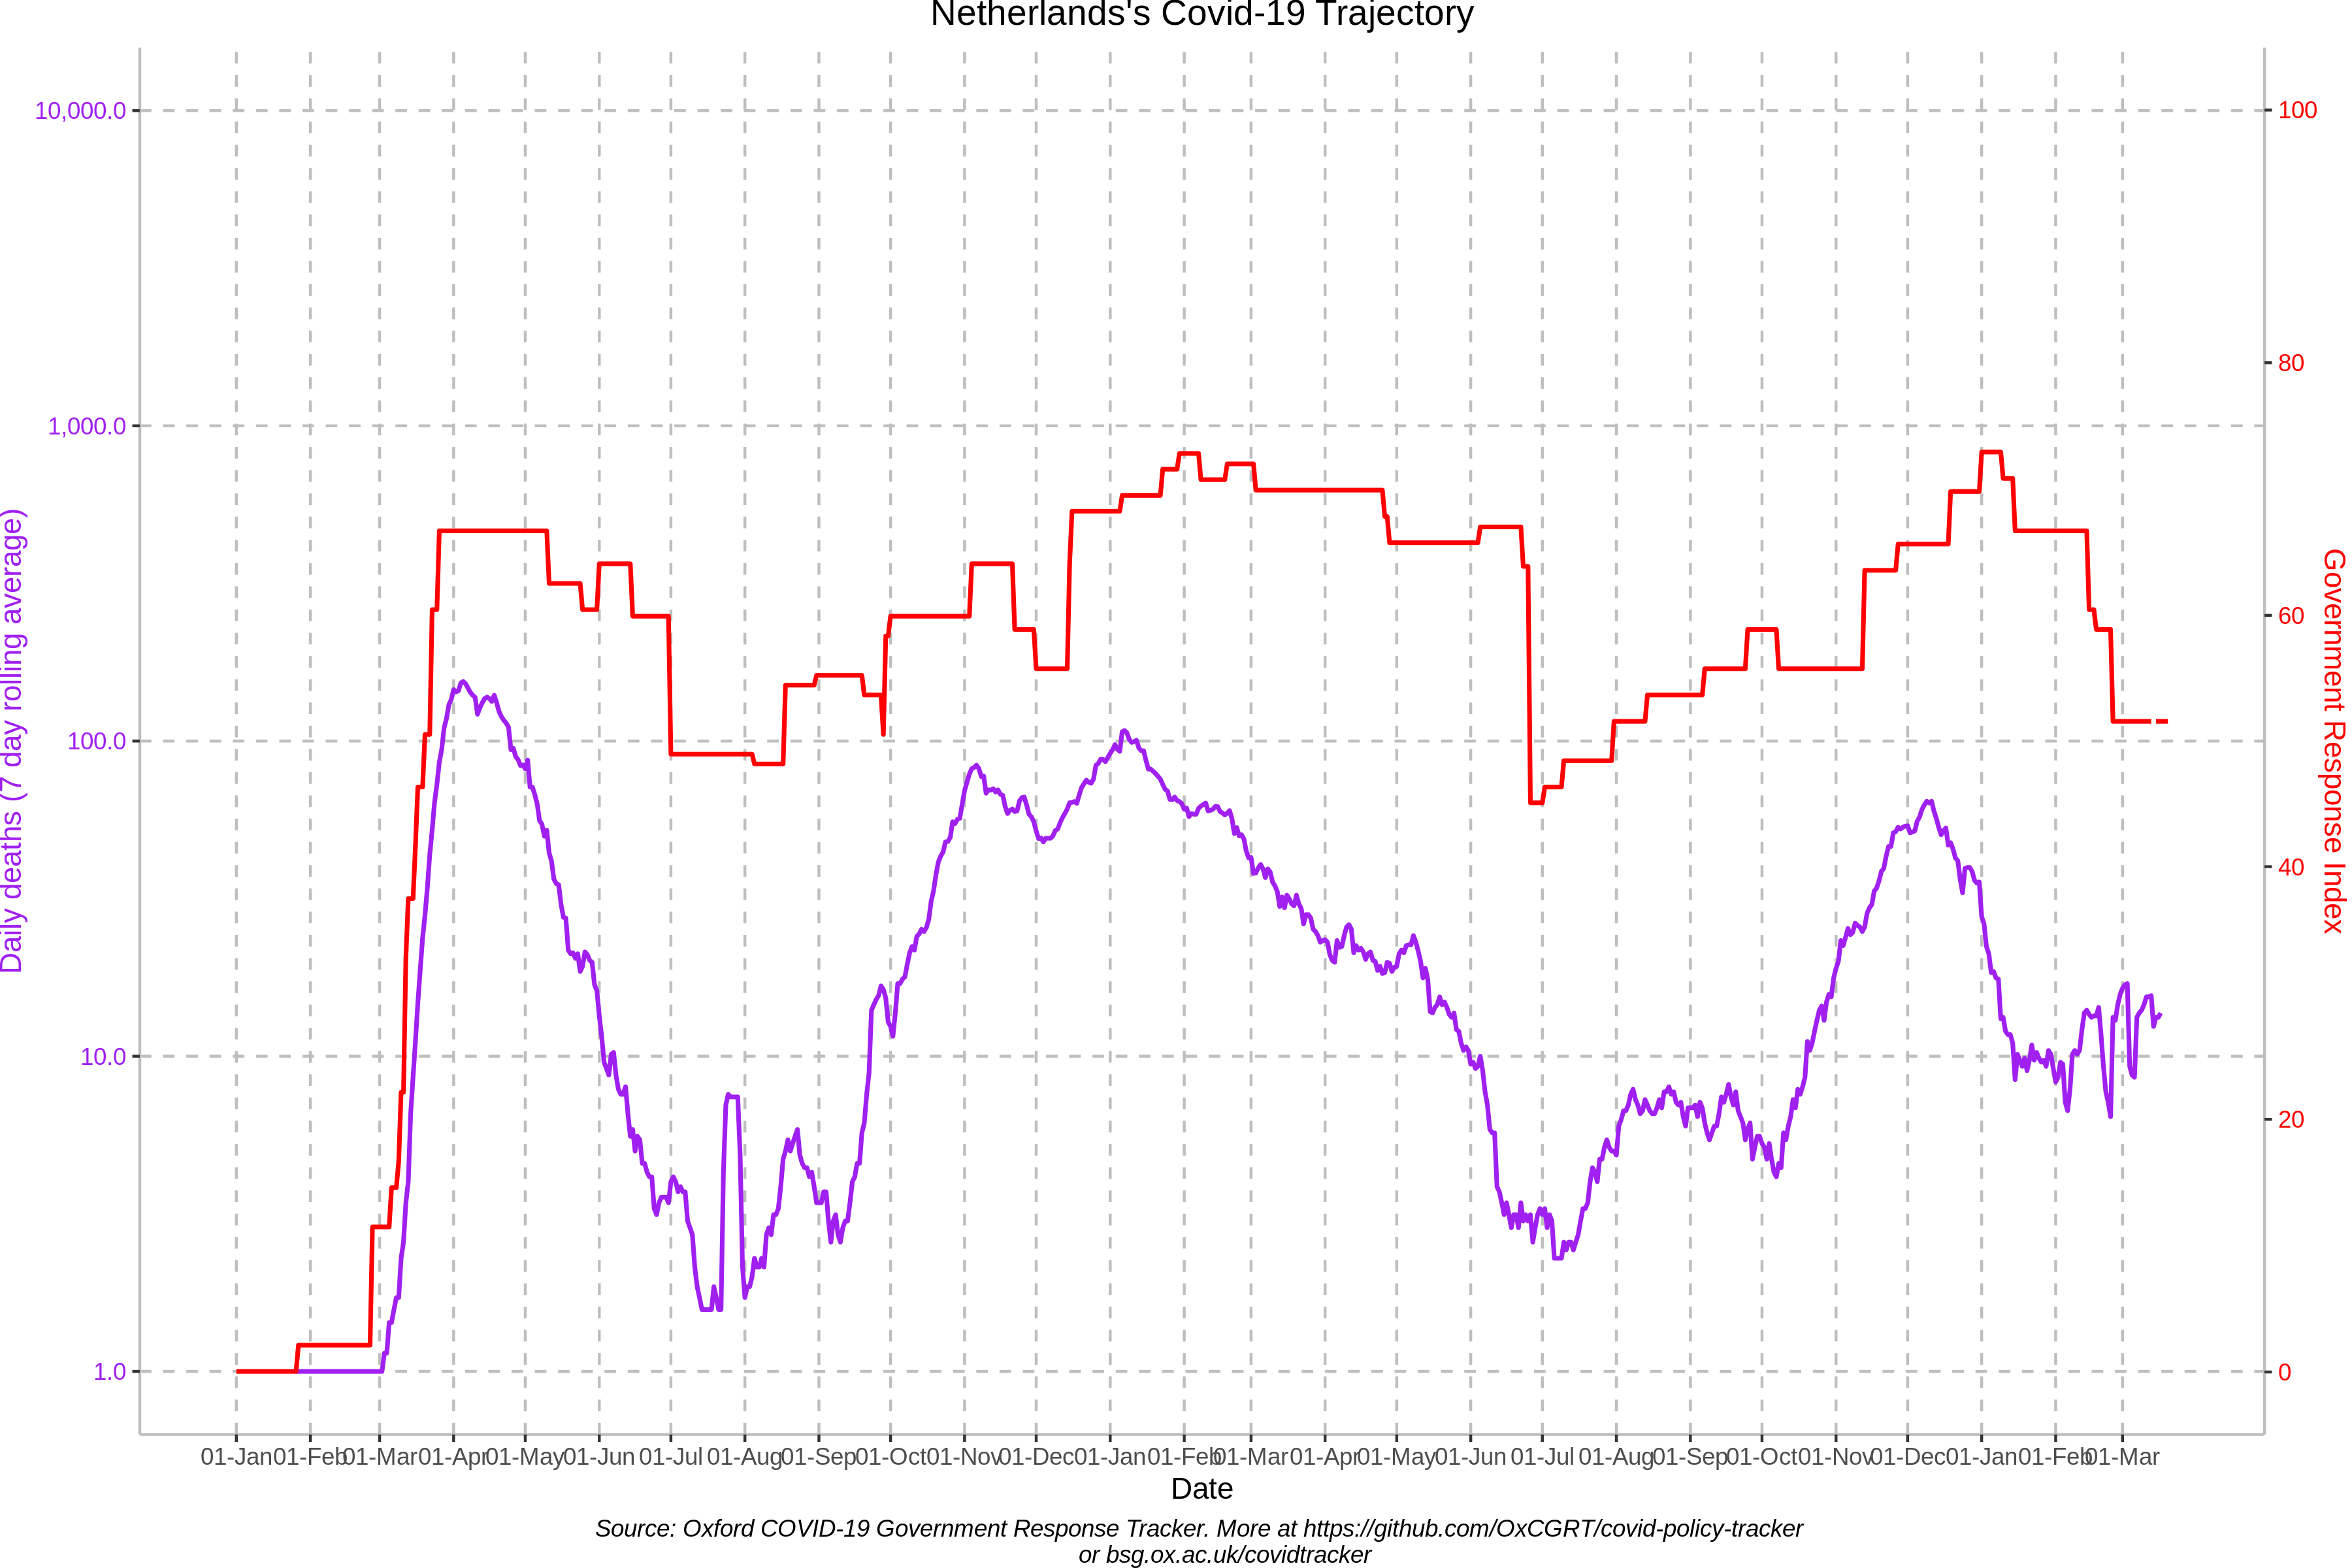 Netherlands's Covid-19 Trajectory
10,000.0
1,000.0
100.0
10.0
1.0
Daily deaths (7 day rolling average)
100
80
60
40
20
0
Government Response Index
01-Jan 01-Feb 01-Mar 01-Apr 01-May 01-Jun 01-Jul 01-Aug 01-Sep 01-Oct 01-Nov 01-Dec 01-Jan 01-Feb 01-Mar 01-Apr 01-May 01-Jun 01-Jul 01-Aug 01-Sep 01-Oct 01-Nov 01-Dec 01-Jan 01-Feb 01-Mar
Date
Source: Oxford COVID-19 Government Response Tracker. More at https://github.com/OxCGRT/covid-policy-tracker
or bsg.ox.ac.uk/covidtracker